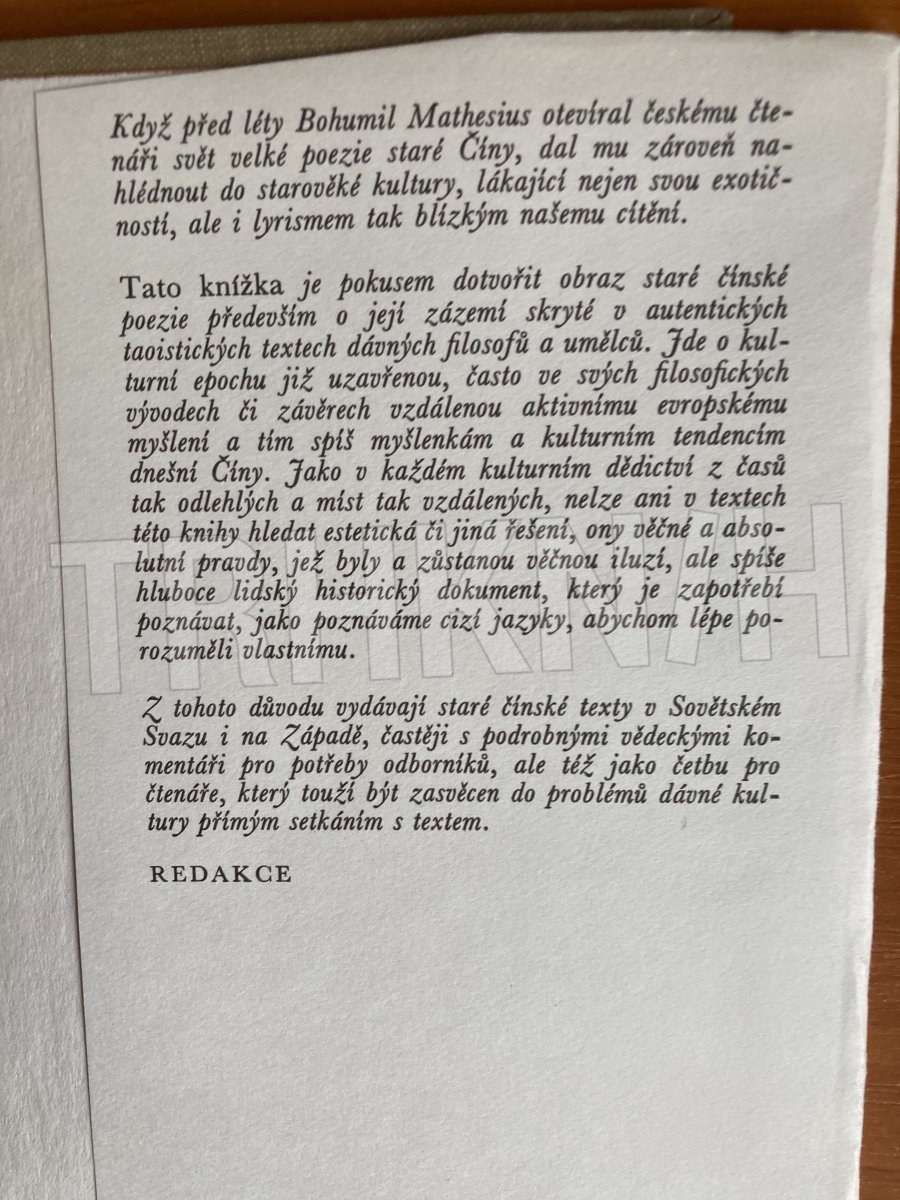 Když před léty Bohumil Mathesius otevíral českému čte-
náři svět velké poezie staré Číny, dal mu zároveň na-
hlédnout do starověké kultury, lákající nejen svou exotič-
ností, ale i lyrismem tak blízkým našemu cítění.
Tato knížka je pokusem dotvořit obraz staré čínské
poezie především o její zázemí skryté v autentických
taoistických textech dávných filosofů a umělců. Jde o kul-
turní epochu již uzavřenou, často ve svých filosofických
vývodech či závěrech vzdálenou aktivnímu evropskému
myšlení a tím spíš myšlenkám a kulturním tendencím
dnešní Číny. Jako v každém kulturním dědictví z časů
tak odlehlých a míst tak vzdálených, nelze ani v textech
této knihy hledat estetická či jiná řešení, ony věčné a abso-
lutní pravdy, jež byly a zůstanou věčnou iluzí, ale spíše
hluboce lidský historický dokument, který je zapotřebí
poznávat, jako poznáváme cizí jazyky, abychom lépe po-
rozuměli vlastnímu.
Z tohoto důvodu vydávají staré čínské texty v Sovětském
Svazu i na Západě, častěji s podrobnými vědeckými ko-
mentáři pro potřeby odborníků, ale též jako četbu pro
čtenáře, který touží být zasvěcen do problémů dávné kul-
tury přímým setkáním s textem.
REDAKCE